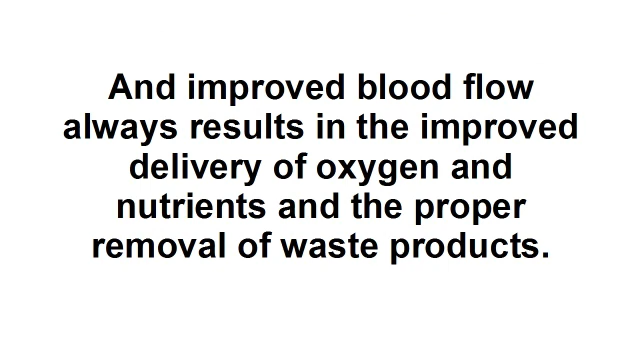 And improved blood flow
always results in the improved
delivery of oxygen and
nutrients and the proper
removal of waste products.